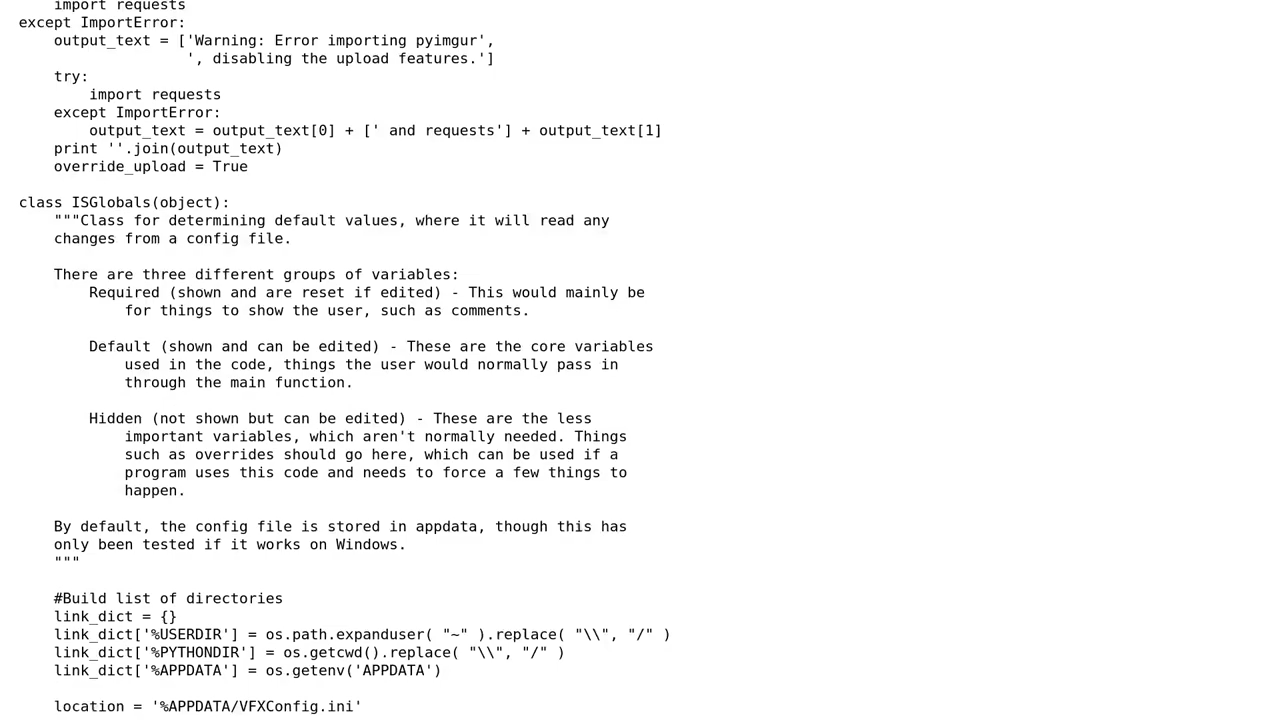 import requests
except ImportError:
    output_text = ['Warning: Error importing pyimgur',
                   ', disabling the upload features.']
    try:
        import requests
    except ImportError:
        output_text = output_text[0] + [' and requests'] + output_text[1]
    print ''.join(output_text)
    override_upload = True

class ISGlobals(object):
    """Class for determining default values, where it will read any
    changes from a config file.

    There are three different groups of variables:
        Required (shown and are reset if edited) - This would mainly be
            for things to show the user, such as comments.

        Default (shown and can be edited) - These are the core variables
            used in the code, things the user would normally pass in
            through the main function.

        Hidden (not shown but can be edited) - These are the less
            important variables, which aren't normally needed. Things
            such as overrides should go here, which can be used if a
            program uses this code and needs to force a few things to
            happen.

    By default, the config file is stored in appdata, though this has
    only been tested if it works on Windows.
    """

    #Build list of directories
    link_dict = {}
    link_dict['%USERDIR'] = os.path.expanduser( "~" ).replace( "\\", "/" )
    link_dict['%PYTHONDIR'] = os.getcwd().replace( "\\", "/" )
    link_dict['%APPDATA'] = os.getenv('APPDATA')

    location = '%APPDATA/VFXConfig.ini'